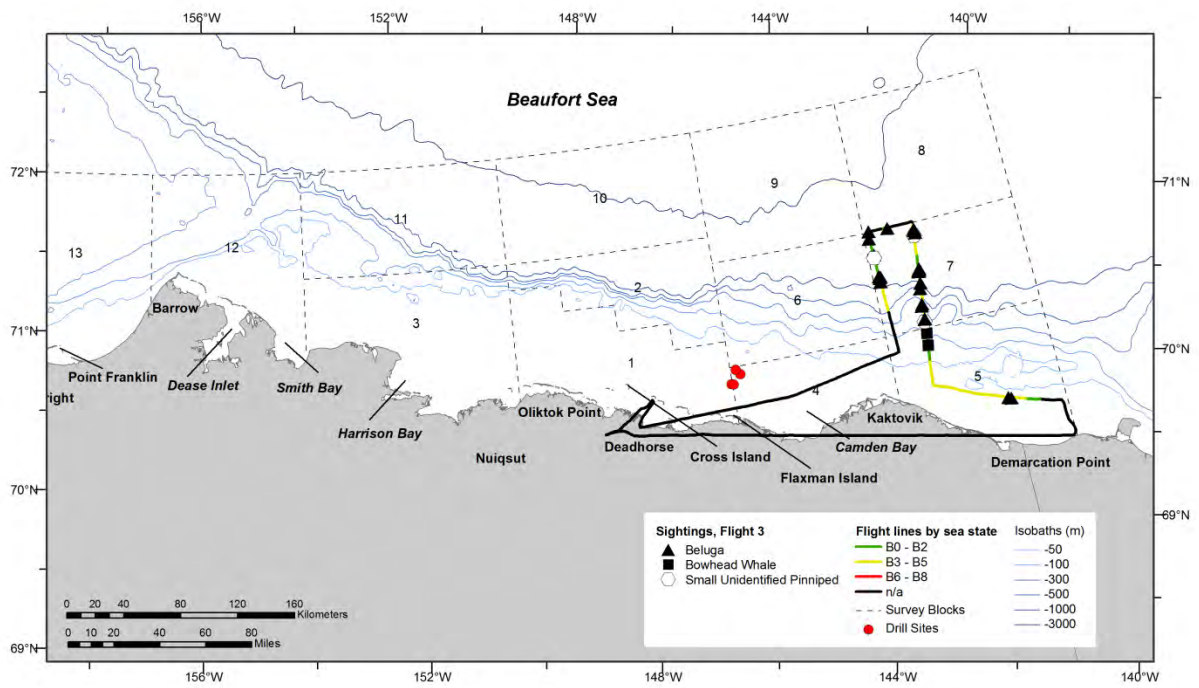 156°W 152°W 148°W 144°W 140°W
Beaufort Sea
72°N
71°N
70°N
69°N
71°N
70°N
69°N
8
9
10
11
12
13
7
6
2
3
1
5
4
Barrow
Point Franklin
right
Dease Inlet
Smith Bay
Harrison Bay
Oliktok Point
Nuiqsut
Deadhorse
Cross Island
Flaxman Island
Camden Bay
Kaktovik
Demarcation Point
Sightings, Flight 3
Beluga
Bowhead Whale
Small Unidentified Pinniped
Flight lines by sea state
B0 - B2
B3 - B5
B6 - B8
n/a
Survey Blocks
Drill Sites
Isobaths (m)
-50
-100
-300
-500
-1000
-3000
0 20 40 80 120 160
Kilometers
0 10 20 40 60 80
Miles
156°W 152°W 148°W 144°W 140°W